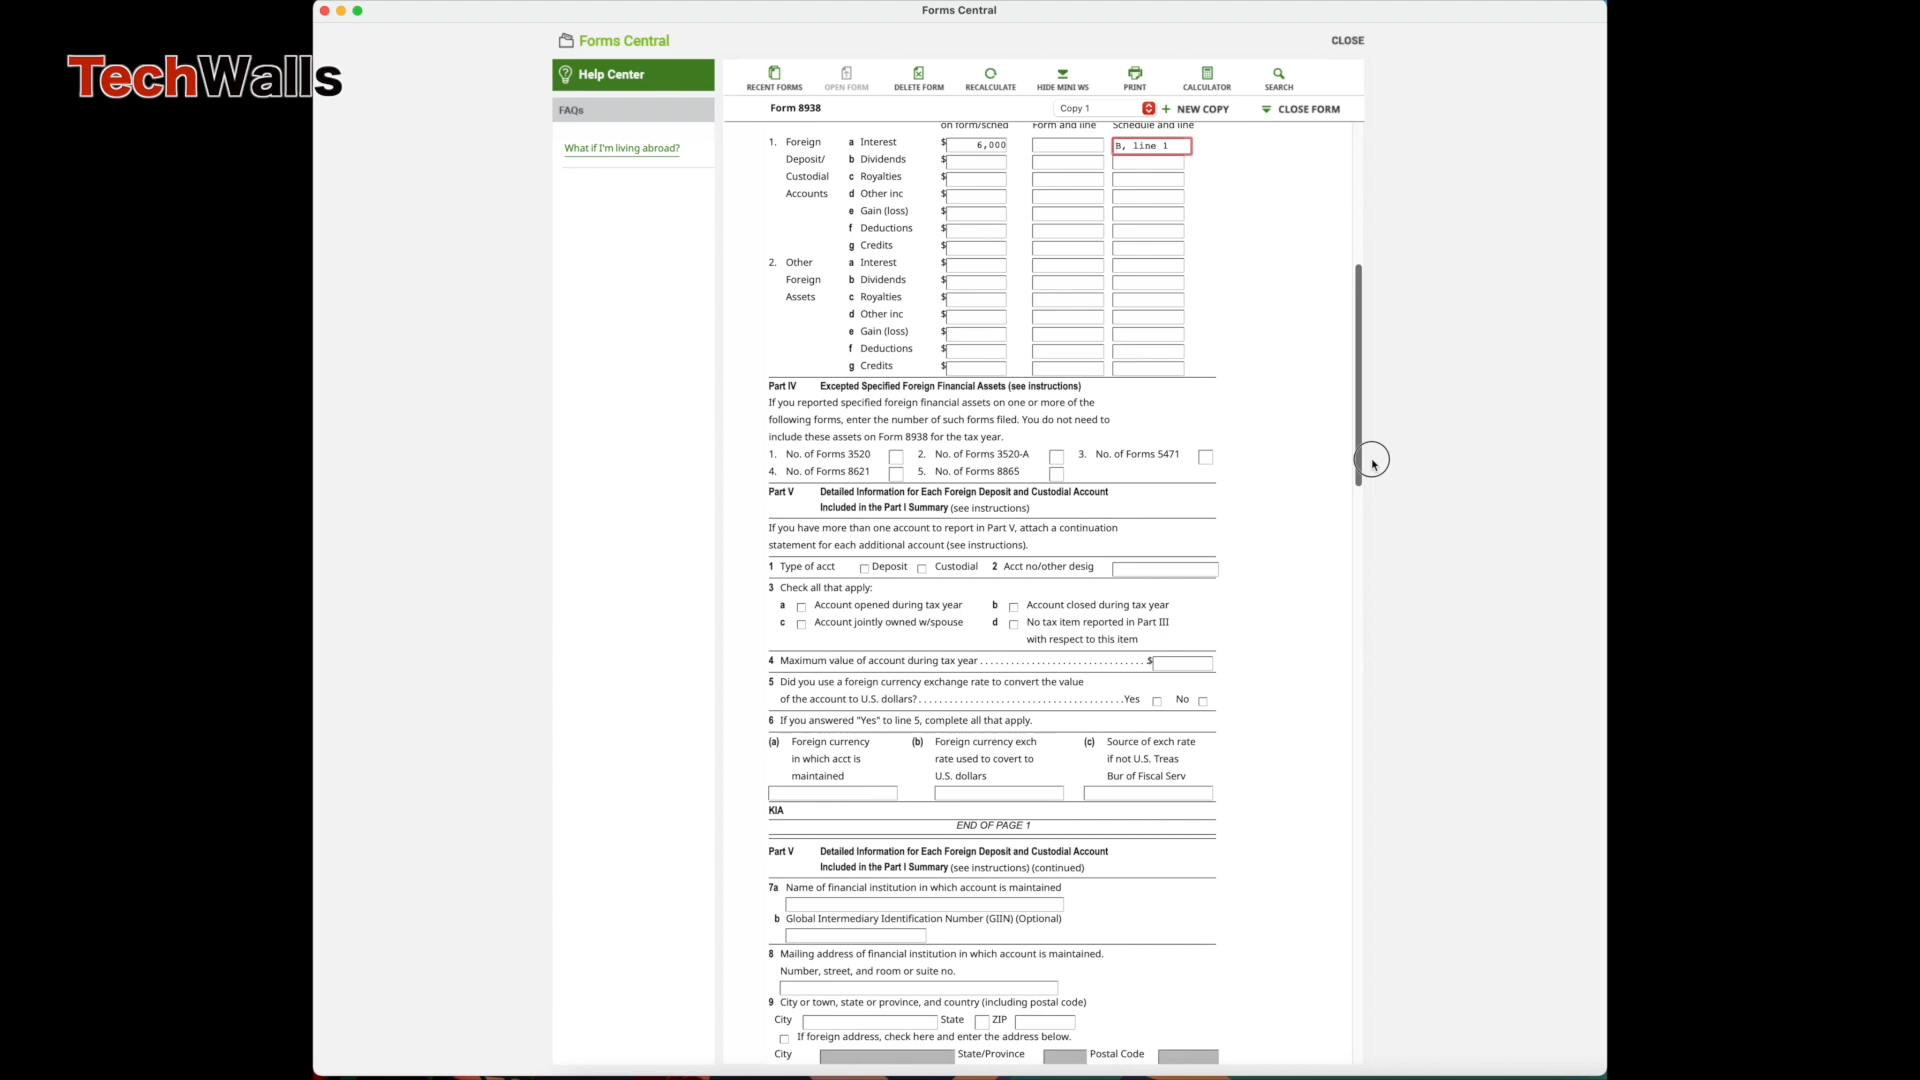 Forms Central
TechWalls
Forms Central
CLOSE
Help Center
FAQs
What if I'm living abroad?
RECENT FORMS
OPEN FORM
DELETE FORM
RECALCULATE
HIDE MINI WS
PRINT
CALCULATOR
SEARCH
Form 8938
Copy 1
+ NEW COPY
CLOSE FORM
on form/sched Form and line Schedule and line
1. Foreign a Interest $ 6,000 B, line 1
Deposit/ b Dividends $
Custodial c Royalties $
Accounts d Other inc $
e Gain (loss) $
f Deductions $
g Credits $
2. Other a Interest $
Foreign b Dividends $
Assets c Royalties $
d Other inc $
e Gain (loss) $
f Deductions $
g Credits $
Part IV Excepted Specified Foreign Financial Assets (see instructions)
If you reported specified foreign financial assets on one or more of the
following forms, enter the number of such forms filed. You do not need to
include these assets on Form 8938 for the tax year.
1. No. of Forms 3520 2. No. of Forms 3520-A 3. No. of Forms 5471
4. No. of Forms 8621 5. No. of Forms 8865
Part V Detailed Information for Each Foreign Deposit and Custodial Account
Included in the Part I Summary (see instructions)
If you have more than one account to report in Part V, attach a continuation
statement for each additional account (see instructions).
1 Type of acct Deposit Custodial 2 Acct no/other desig
3 Check all that apply:
a Account opened during tax year b Account closed during tax year
c Account jointly owned w/spouse d No tax item reported in Part III
with respect to this item
4 Maximum value of account during tax year . . . . . . . . . . . . . . . . . . . . . . . . . . . . . . . $
5 Did you use a foreign currency exchange rate to convert the value
of the account to U.S. dollars? . . . . . . . . . . . . . . . . . . . . . . . . . . . . . . . . . . . . . . Yes No
6 If you answered "Yes" to line 5, complete all that apply.
(a) Foreign currency (b) Foreign currency exch (c) Source of exch rate
in which acct is rate used to covert to if not U.S. Treas
maintained U.S. dollars Bur of Fiscal Serv
KIA
END OF PAGE 1
Part V Detailed Information for Each Foreign Deposit and Custodial Account
Included in the Part I Summary (see instructions) (continued)
7a Name of financial institution in which account is maintained
b Global Intermediary Identification Number (GIIN) (Optional)
8 Mailing address of financial institution in which account is maintained.
Number, street, and room or suite no.
9 City or town, state or province, and country (including postal code)
City State ZIP
If foreign address, check here and enter the address below.
City State/Province Postal Code